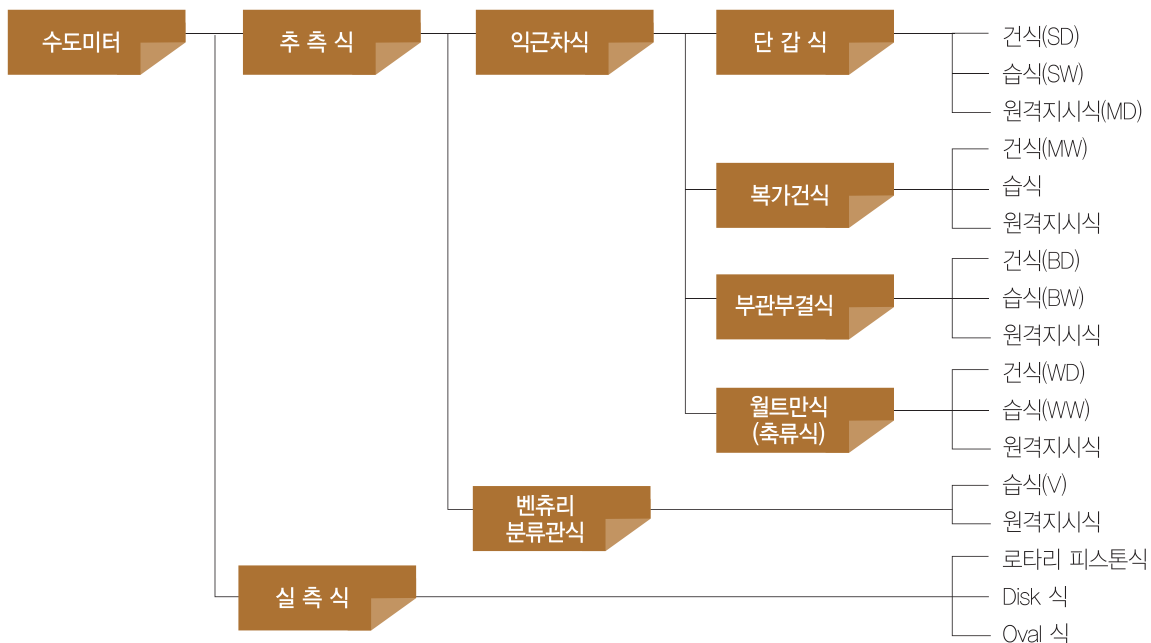 수도미터
추 측 식
익근차식
단 갑 식
건식(SD)
습식(SW)
원격지시식(MD)
복가건식
건식(MW)
습식
원격지시식
부관부결식
건식(BD)
습식(BW)
원격지시식
월트만식
(축류식)
건식(WD)
습식(WW)
원격지시식
벤츄리
분류관식
습식(V)
원격지시식
실 측 식
로타리 피스톤식
Disk 식
Oval 식